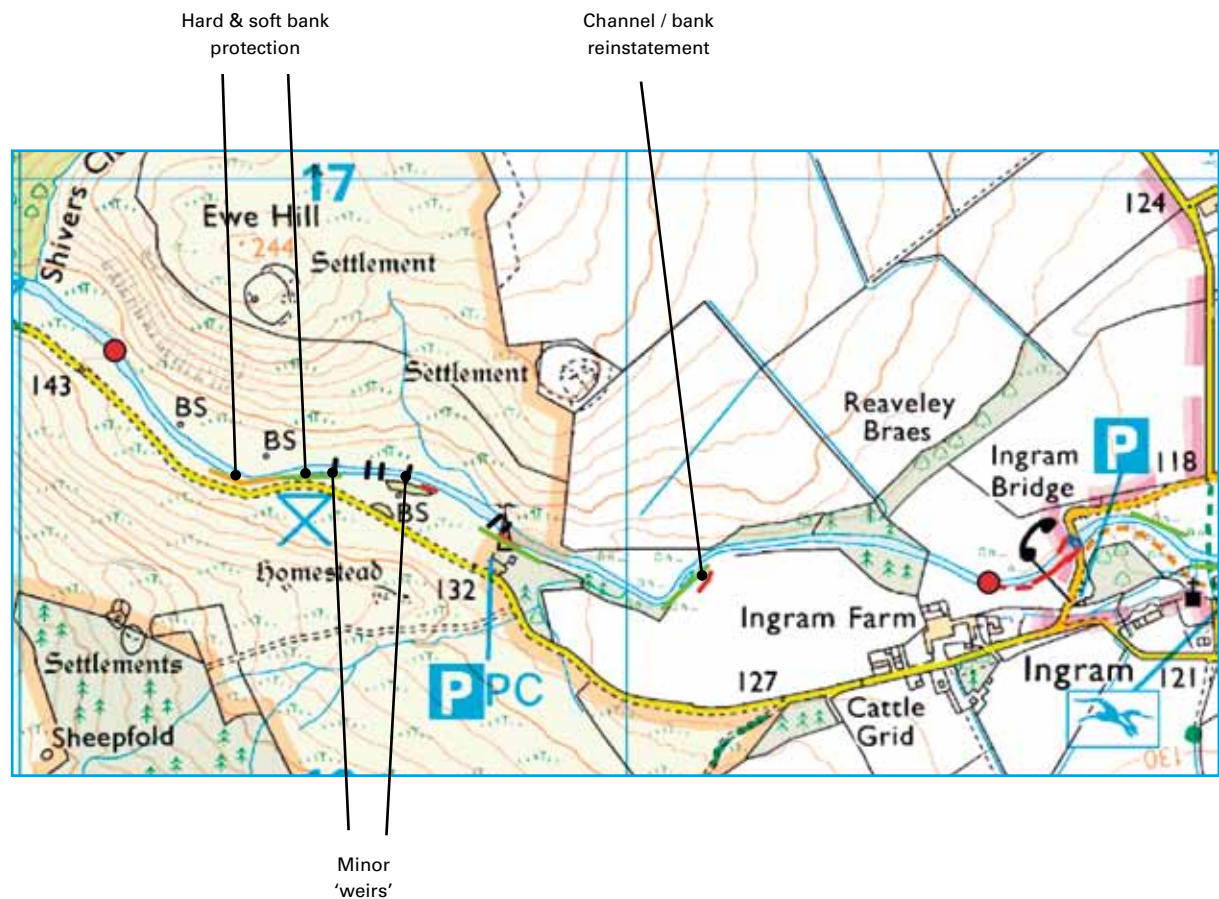 Hard & soft bank
protection
Channel / bank
reinstatement
17
Shivers
Ewe Hill
244
Settlement
124
Settlement
143
BS
BS
BS
Reaveley
Braes
Ingram
Bridge
P
118
Homestead
132
Settlements
P PC
Sheepfold
Ingram Farm
127
Cattle
Grid
Ingram
121
130
Minor
‘weirs’